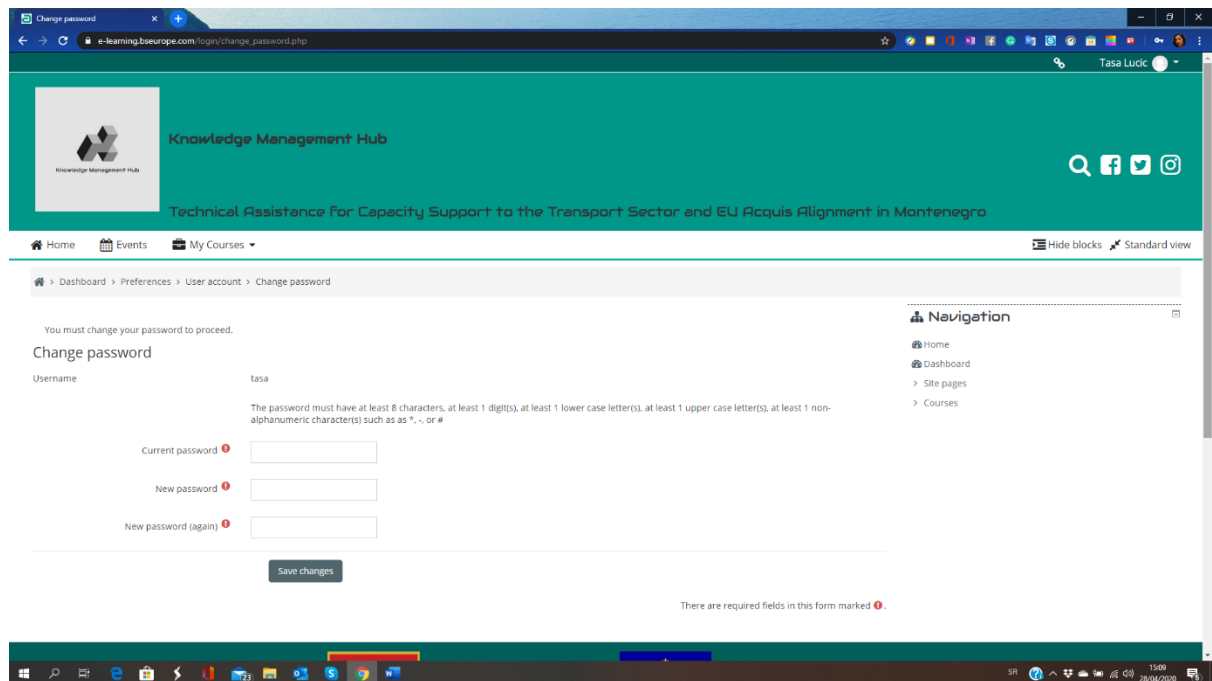 Change password
e-learning.bseurope.com/login/change_password.php
Tasa Lucic
Knowledge Management Hub
Knowledge Management Hub
Technical Assistance for Capacity Support to the Transport Sector and EU Acquis Alignment in Montenegro
Home Events My Courses Hide blocks Standard view
> Dashboard > Preferences > User account > Change password
Navigation
You must change your password to proceed.
Home
Change password
Dashboard
Username tasa
> Site pages
> Courses
The password must have at least 8 characters, at least 1 digit(s), at least 1 lower case letter(s), at least 1 upper case letter(s), at least 1 non-
alphanumeric character(s) such as as *, -, or #
Current password
New password
New password (again)
Save changes
There are required fields in this form marked .
23
SR
15:09
28/04/2020